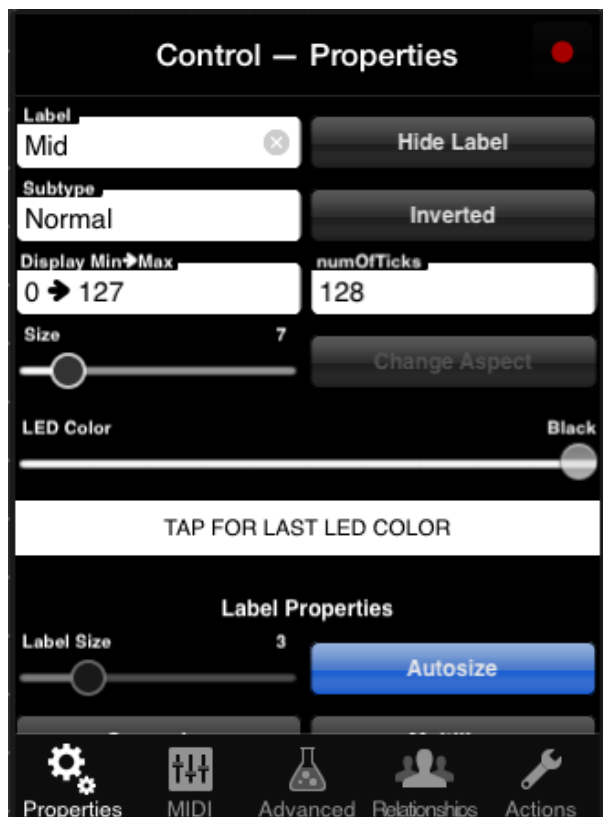 Control — Properties
Label
Mid
Hide Label
Subtype
Normal
Inverted
Display Min➔Max
0 ➔ 127
numOfTicks
128
Size 7
Change Aspect
LED Color Black
TAP FOR LAST LED COLOR
Label Properties
Label Size 3
Autosize
Properties MIDI Advanced Relationships Actions